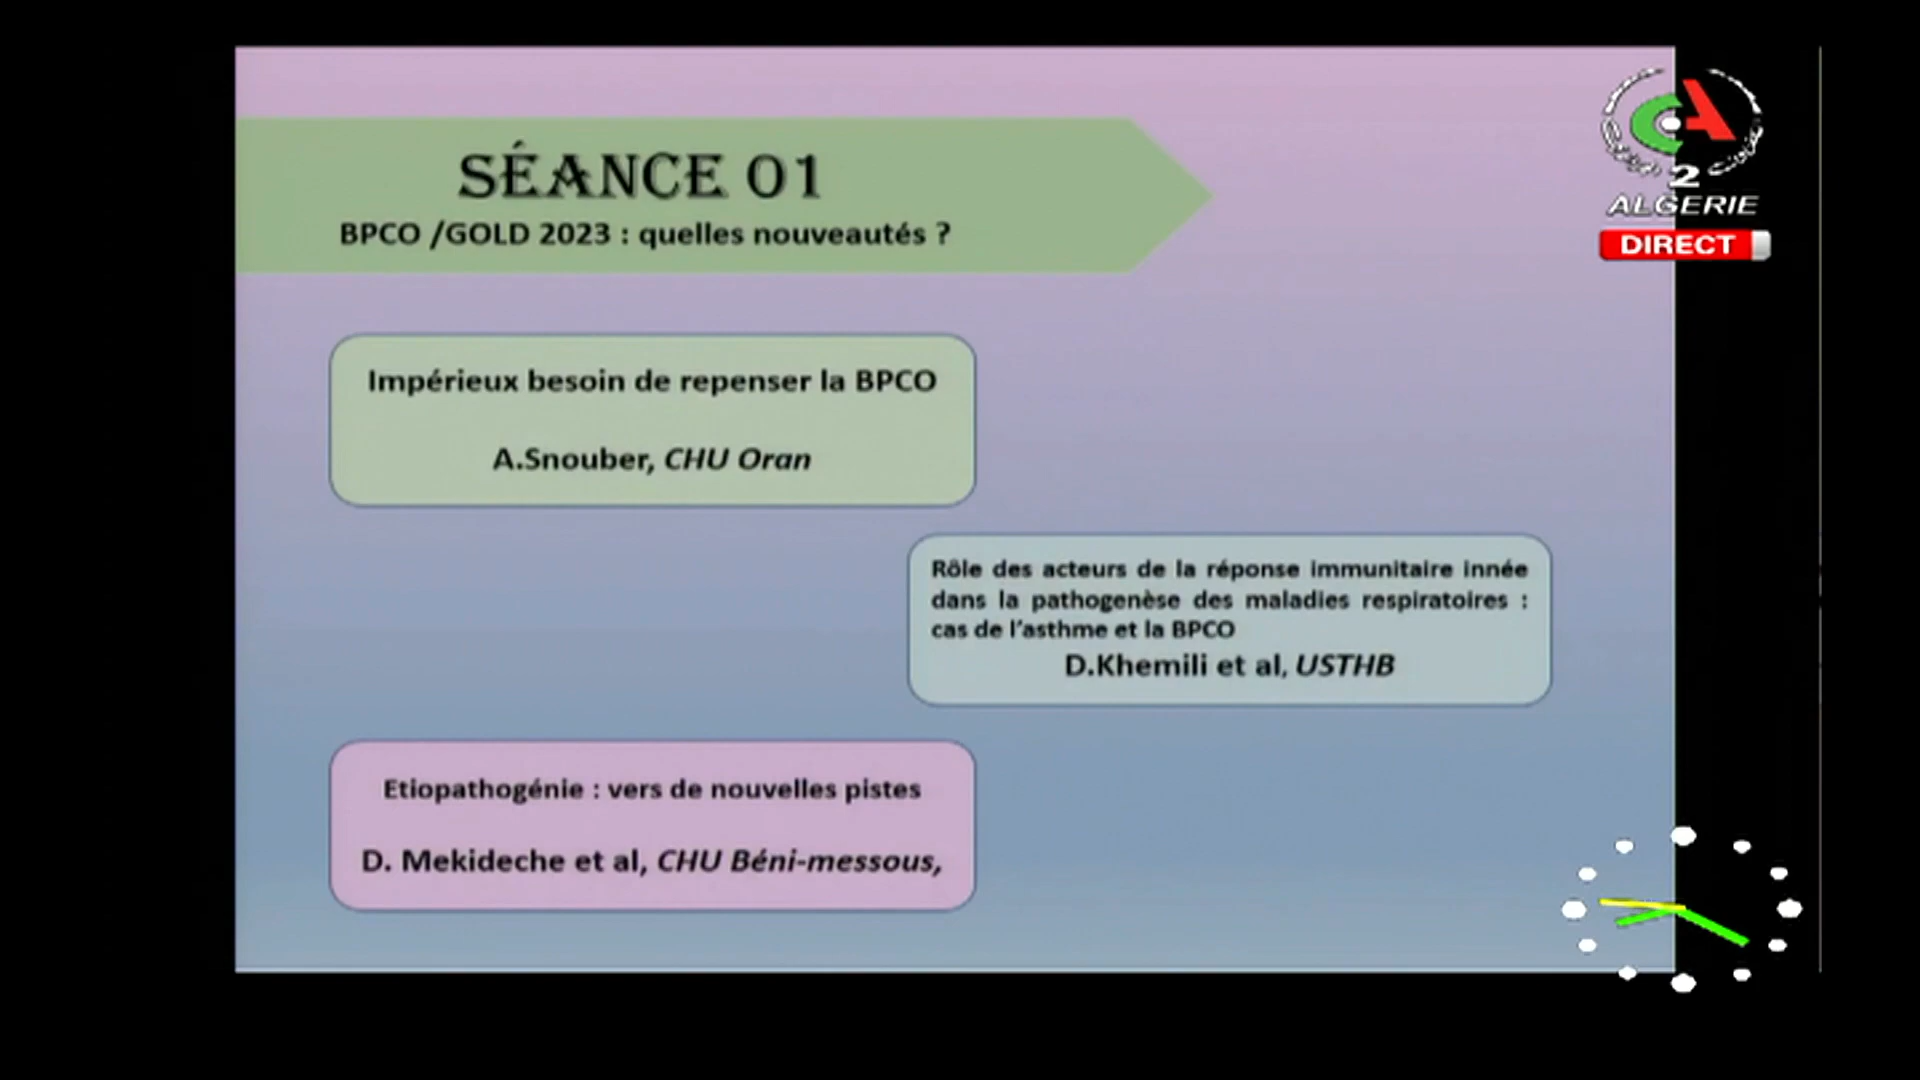 SÉANCE 01
BPCO /GOLD 2023 : quelles nouveautés ?
Impérieux besoin de repenser la BPCO
A.Snouber, CHU Oran
Rôle des acteurs de la réponse immunitaire innée
dans la pathogenèse des maladies respiratoires :
cas de l'asthme et la BPCO
D.Khemili et al, USTHB
Etiopathogénie : vers de nouvelles pistes
D. Mekideche et al, CHU Béni-messous,
CA
2
ALGERIE
DIRECT